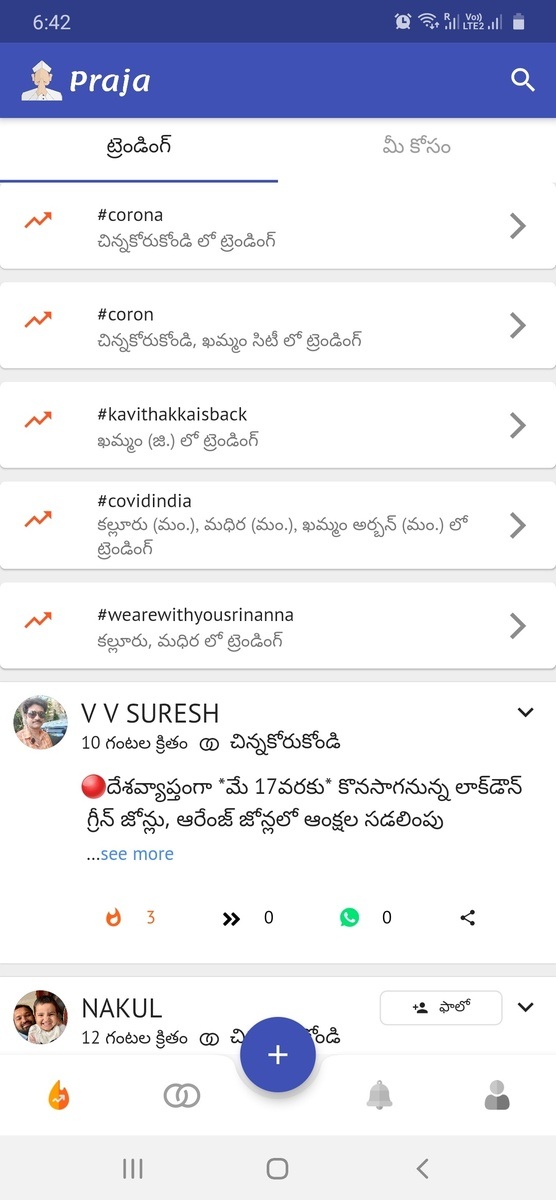 6:42
R
Vo))
LTE2
Praja
ట్రెండింగ్
మీ కోసం
#corona
చిన్నకోరుకోండి లో ట్రెండింగ్
#coron
చిన్నకోరుకోండి, ఖమ్మం సిటీ లో ట్రెండింగ్
#kavithakkaisback
ఖమ్మం (జి.) లో ట్రెండింగ్
#covidindia
కల్లూరు (మం.), మధిర (మం.), ఖమ్మం అర్బన్ (మం.) లో
ట్రెండింగ్
#wearewithyousrinanna
కల్లూరు, మధిర లో ట్రెండింగ్
V V SURESH
10 గంటల క్రితం చిన్నకోరుకోండి
🔴దేశవ్యాప్తంగా *మే 17వరకు* కొనసాగనున్న లాక్‌డౌన్
గ్రీన్ జోన్లు, ఆరేంజ్ జోన్లలో ఆంక్షల సడలింపు
...see more
3 0 0
NAKUL
ఫాలో
12 గంటల క్రితం